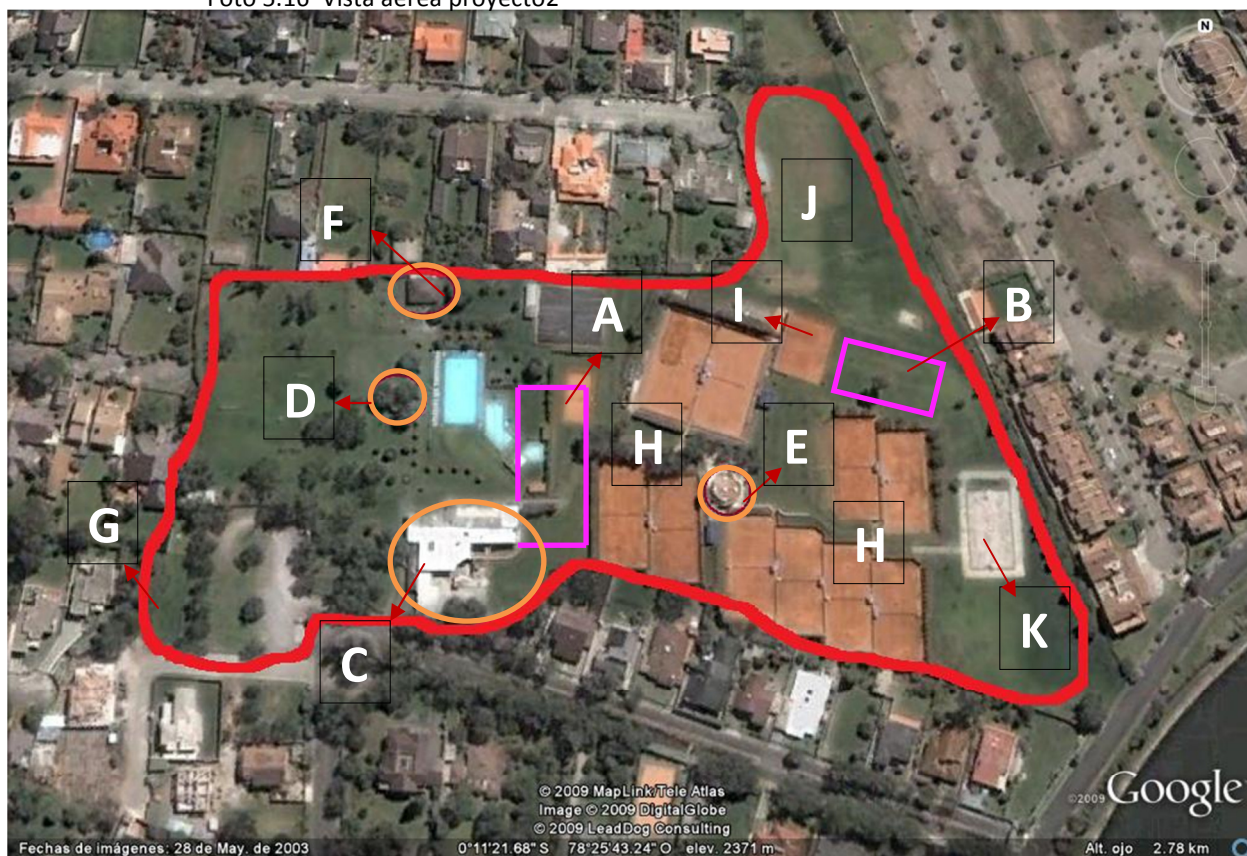 Foto 5.16 Vista aérea proyecto2
N
J
F
A
I
B
D
H
E
G
H
K
C
© 2009 MapLink/Tele Atlas
Image © 2009 DigitalGlobe
© 2009 LeadDog Consulting
©2009 Google
Fechas de imágenes: 28 de May. de 2003 0°11'21.68" S 78°25'43.24" O elev. 2371 m Alt. ojo 2.78 km